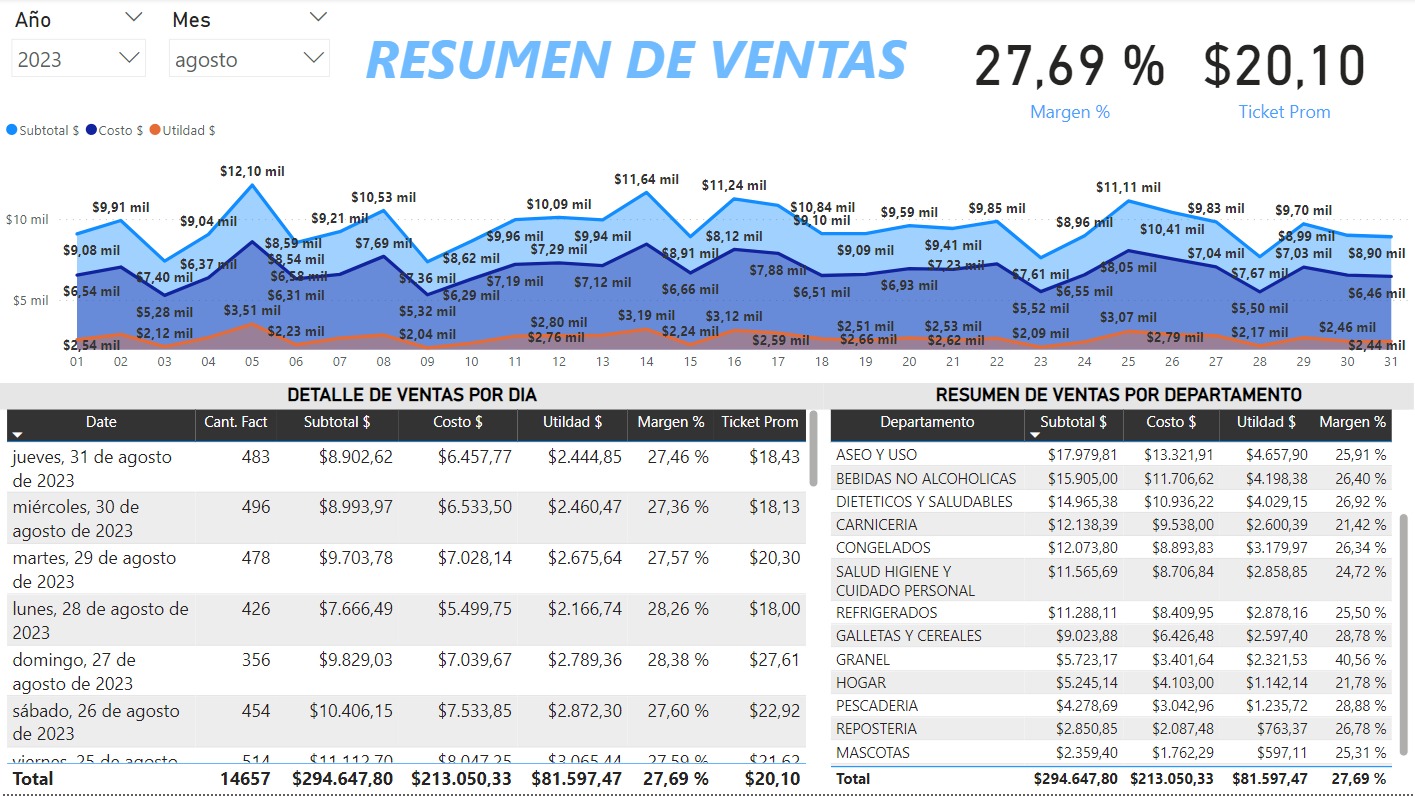 Año
Mes
2023
agosto
RESUMEN DE VENTAS
27,69 %
Margen %
$20,10
Ticket Prom
Subtotal $ Costo $ Utildad $
$12,10 mil
$11,64 mil
$11,24 mil
$11,11 mil
$10,53 mil
$9,91 mil
$10,09 mil
$10,84 mil
$9,59 mil
$9,85 mil
$9,83 mil
$9,70 mil
$10 mil
$9,04 mil
$9,21 mil
$9,10 mil
$8,96 mil
$9,08 mil
$8,59 mil
$7,69 mil
$9,96 mil
$9,94 mil
$8,12 mil
$10,41 mil
$8,99 mil
$8,54 mil
$8,62 mil
$7,29 mil
$8,91 mil
$9,09 mil
$9,41 mil
$7,04 mil
$7,03 mil
$8,90 mil
$6,37 mil
$7,40 mil
$6,58 mil
$7,36 mil
$7,19 mil
$7,12 mil
$7,88 mil
$7,23 mil
$7,61 mil
$8,05 mil
$7,67 mil
$6,54 mil
$6,31 mil
$6,29 mil
$6,66 mil
$6,51 mil
$6,93 mil
$6,55 mil
$6,46 mil
$5 mil
$5,28 mil
$3,51 mil
$5,32 mil
$5,52 mil
$5,50 mil
$2,12 mil
$2,23 mil
$2,04 mil
$2,80 mil
$2,76 mil
$3,19 mil
$2,24 mil
$3,12 mil
$2,59 mil
$2,51 mil
$2,66 mil
$2,53 mil
$2,62 mil
$2,09 mil
$3,07 mil
$2,79 mil
$2,17 mil
$2,46 mil
$2,54 mil
$2,44 mil
01 02 03 04 05 06 07 08 09 10 11 12 13 14 15 16 17 18 19 20 21 22 23 24 25 26 27 28 29 30 31
DETALLE DE VENTAS POR DIA
Date Cant. Fact Subtotal $ Costo $ Utildad $ Margen % Ticket Prom
jueves, 31 de agosto 483 $8.902,62 $6.457,77 $2.444,85 27,46 % $18,43
de 2023
miércoles, 30 de 496 $8.993,97 $6.533,50 $2.460,47 27,36 % $18,13
agosto de 2023
martes, 29 de agosto 478 $9.703,78 $7.028,14 $2.675,64 27,57 % $20,30
de 2023
lunes, 28 de agosto de 426 $7.666,49 $5.499,75 $2.166,74 28,26 % $18,00
2023
domingo, 27 de 356 $9.829,03 $7.039,67 $2.789,36 28,38 % $27,61
agosto de 2023
sábado, 26 de agosto 454 $10.406,15 $7.533,85 $2.872,30 27,60 % $22,92
de 2023
viernes, 25 de agosto 514 $11.112,70 $8.047,25 $3.065,44 27,59 % $21,62
Total 14657 $294.647,80 $213.050,33 $81.597,47 27,69 % $20,10
RESUMEN DE VENTAS POR DEPARTAMENTO
Departamento Subtotal $ Costo $ Utildad $ Margen %
ASEO Y USO $17.979,81 $13.321,91 $4.657,90 25,91 %
BEBIDAS NO ALCOHOLICAS $15.905,00 $11.706,62 $4.198,38 26,40 %
DIETETICOS Y SALUDABLES $14.965,38 $10.936,22 $4.029,15 26,92 %
CARNICERIA $12.138,39 $9.538,00 $2.600,39 21,42 %
CONGELADOS $12.073,80 $8.893,83 $3.179,97 26,34 %
SALUD HIGIENE Y $11.565,69 $8.706,84 $2.858,85 24,72 %
CUIDADO PERSONAL
REFRIGERADOS $11.288,11 $8.409,95 $2.878,16 25,50 %
GALLETAS Y CEREALES $9.023,88 $6.426,48 $2.597,40 28,78 %
GRANEL $5.723,17 $3.401,64 $2.321,53 40,56 %
HOGAR $5.245,14 $4.103,00 $1.142,14 21,78 %
PESCADERIA $4.278,69 $3.042,96 $1.235,72 28,88 %
REPOSTERIA $2.850,85 $2.087,48 $763,37 26,78 %
MASCOTAS $2.359,40 $1.762,29 $597,11 25,31 %
Total $294.647,80 $213.050,33 $81.597,47 27,69 %